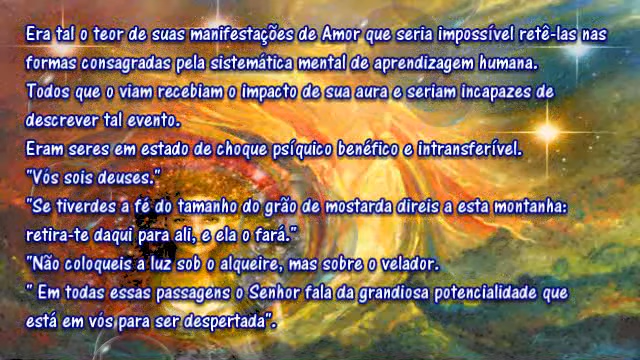 Era tal o teor de suas manifestações de Amor que seria impossível retê-las nas
formas consagradas pela sistemática mental de aprendizagem humana.
Todos que o viam recebiam o impacto de sua aura e seriam incapazes de
descrever tal evento.
Eram seres em estado de choque psíquico benéfico e intransferível.
"Vós sois deuses."
"Se tiverdes a fé do tamanho do grão de mostarda direis a esta montanha:
retira-te daqui para ali, e ela o fará."
"Não coloqueis a luz sob o alqueire, mas sobre o velador.
" Em todas essas passagens o Senhor fala da grandiosa potencialidade que
está em vós para ser despertada".